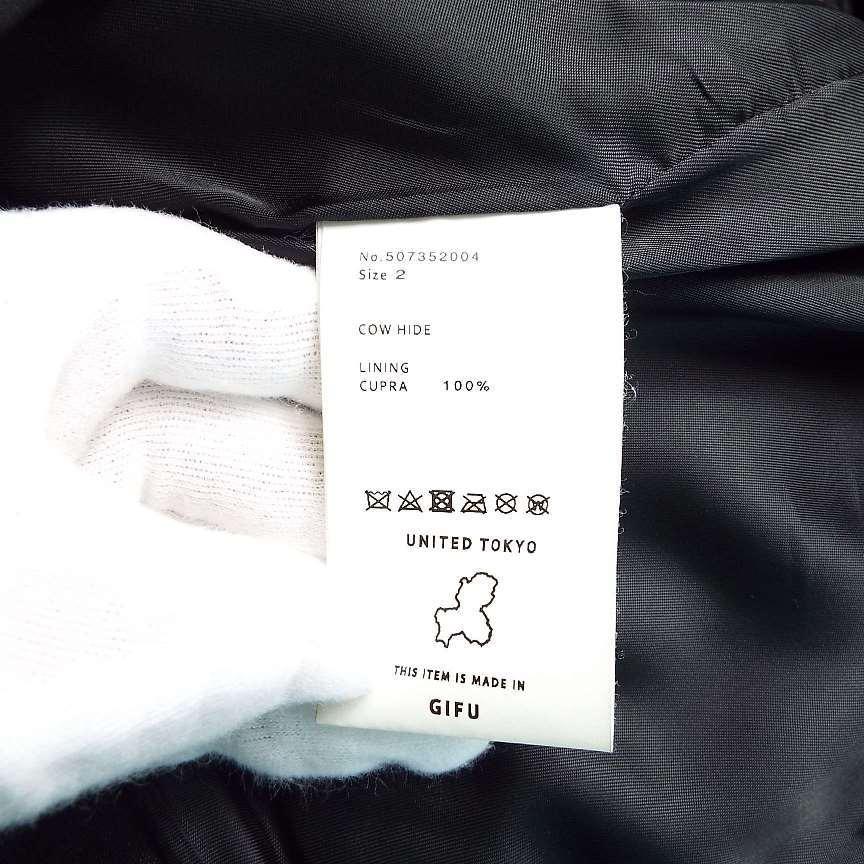 No.507352004
Size 2
COW HIDE
LINING
CUPRA 100%
UNITED TOKYO
THIS ITEM IS MADE IN
GIFU